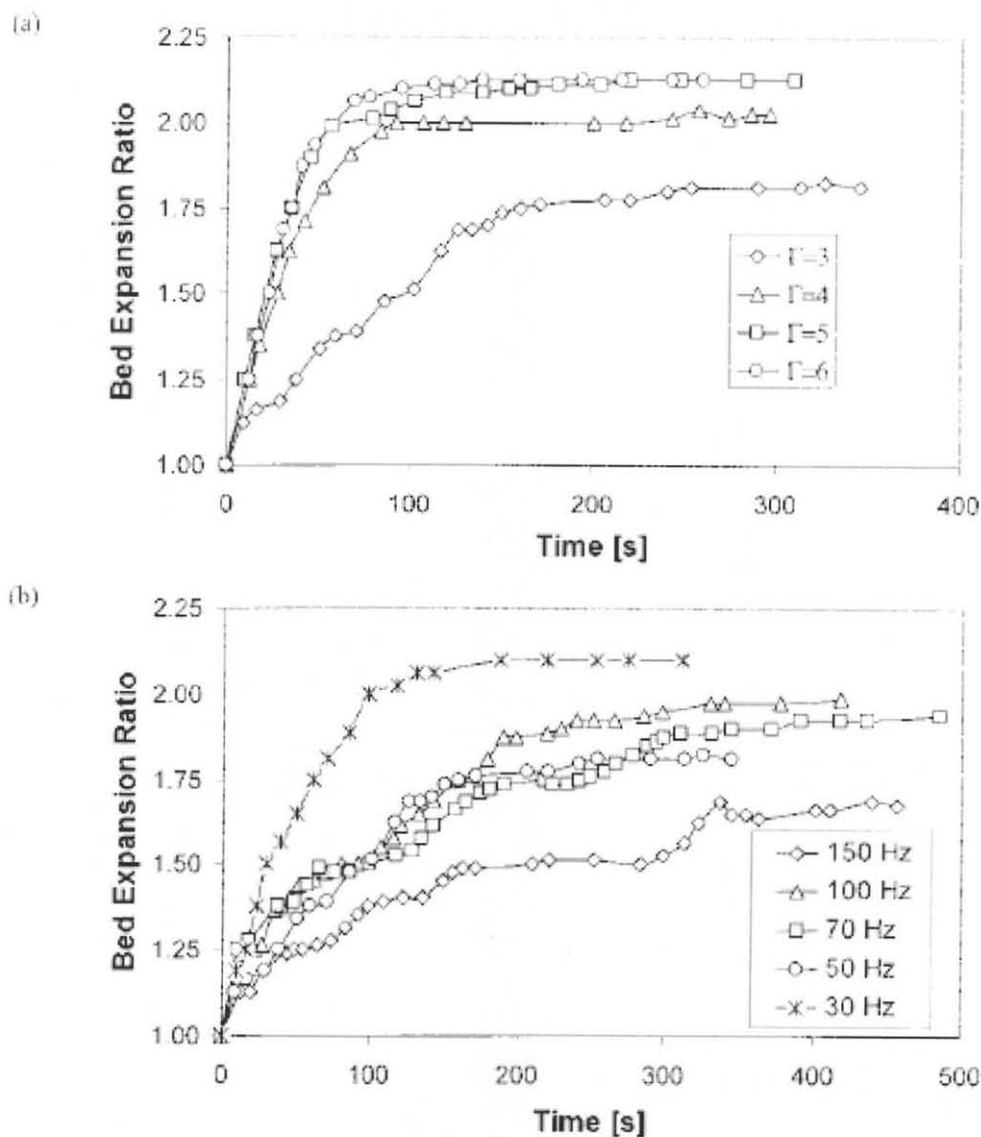 (a)
2.25
2.00
1.75
1.50
1.25
1.00
Bed Expansion Ratio
0 100 200 300 400
Time [s]
Γ=3
Γ=4
Γ=5
Γ=6
(b)
2.25
2.00
1.75
1.50
1.25
1.00
Bed Expansion Ratio
0 100 200 300 400 500
Time [s]
150 Hz
100 Hz
70 Hz
50 Hz
30 Hz